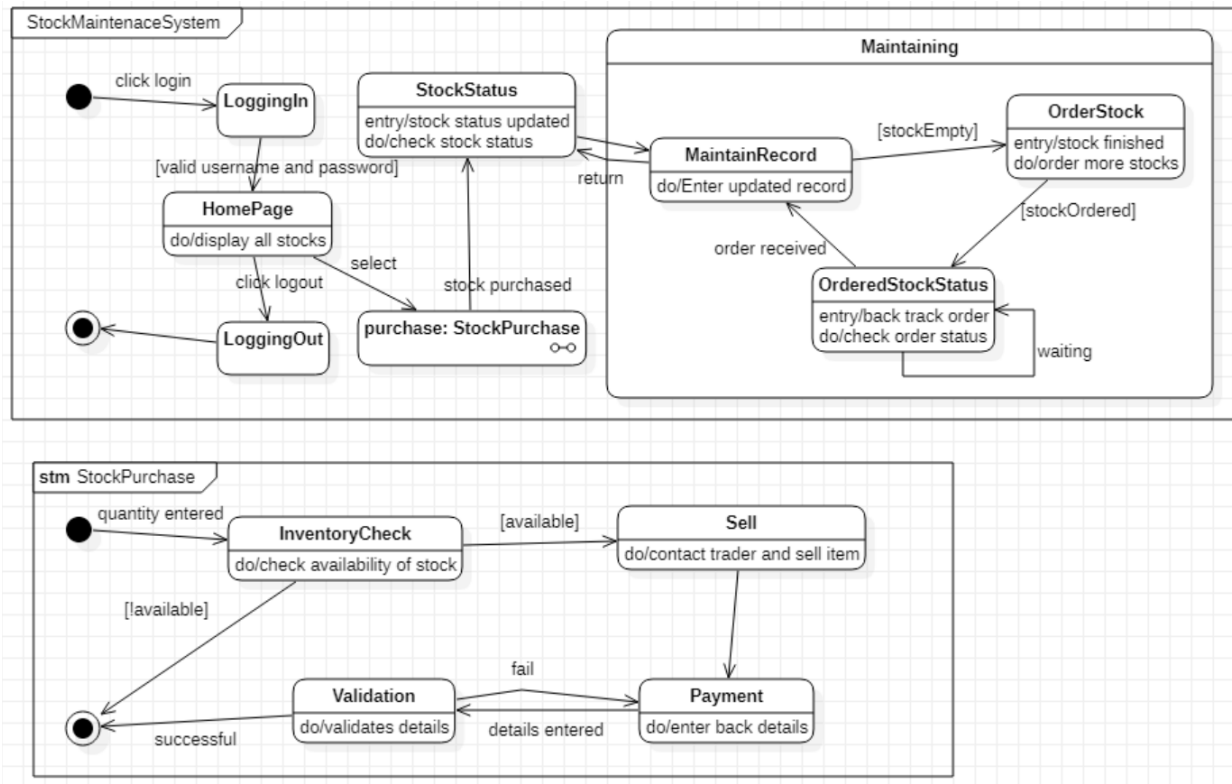 StockMaintenaceSystem
click login
LoggingIn
[valid username and password]
HomePage
do/display all stocks
click logout
select
LoggingOut
StockStatus
entry/stock status updated
do/check stock status
return
stock purchased
purchase: StockPurchase
Maintaining
MaintainRecord
do/Enter updated record
[stockEmpty]
OrderStock
entry/stock finished
do/order more stocks
[stockOrdered]
order received
OrderedStockStatus
entry/back track order
do/check order status
waiting
stm StockPurchase
quantity entered
InventoryCheck
do/check availability of stock
[available]
Sell
do/contact trader and sell item
[!available]
Validation
do/validates details
fail
Payment
do/enter back details
details entered
successful